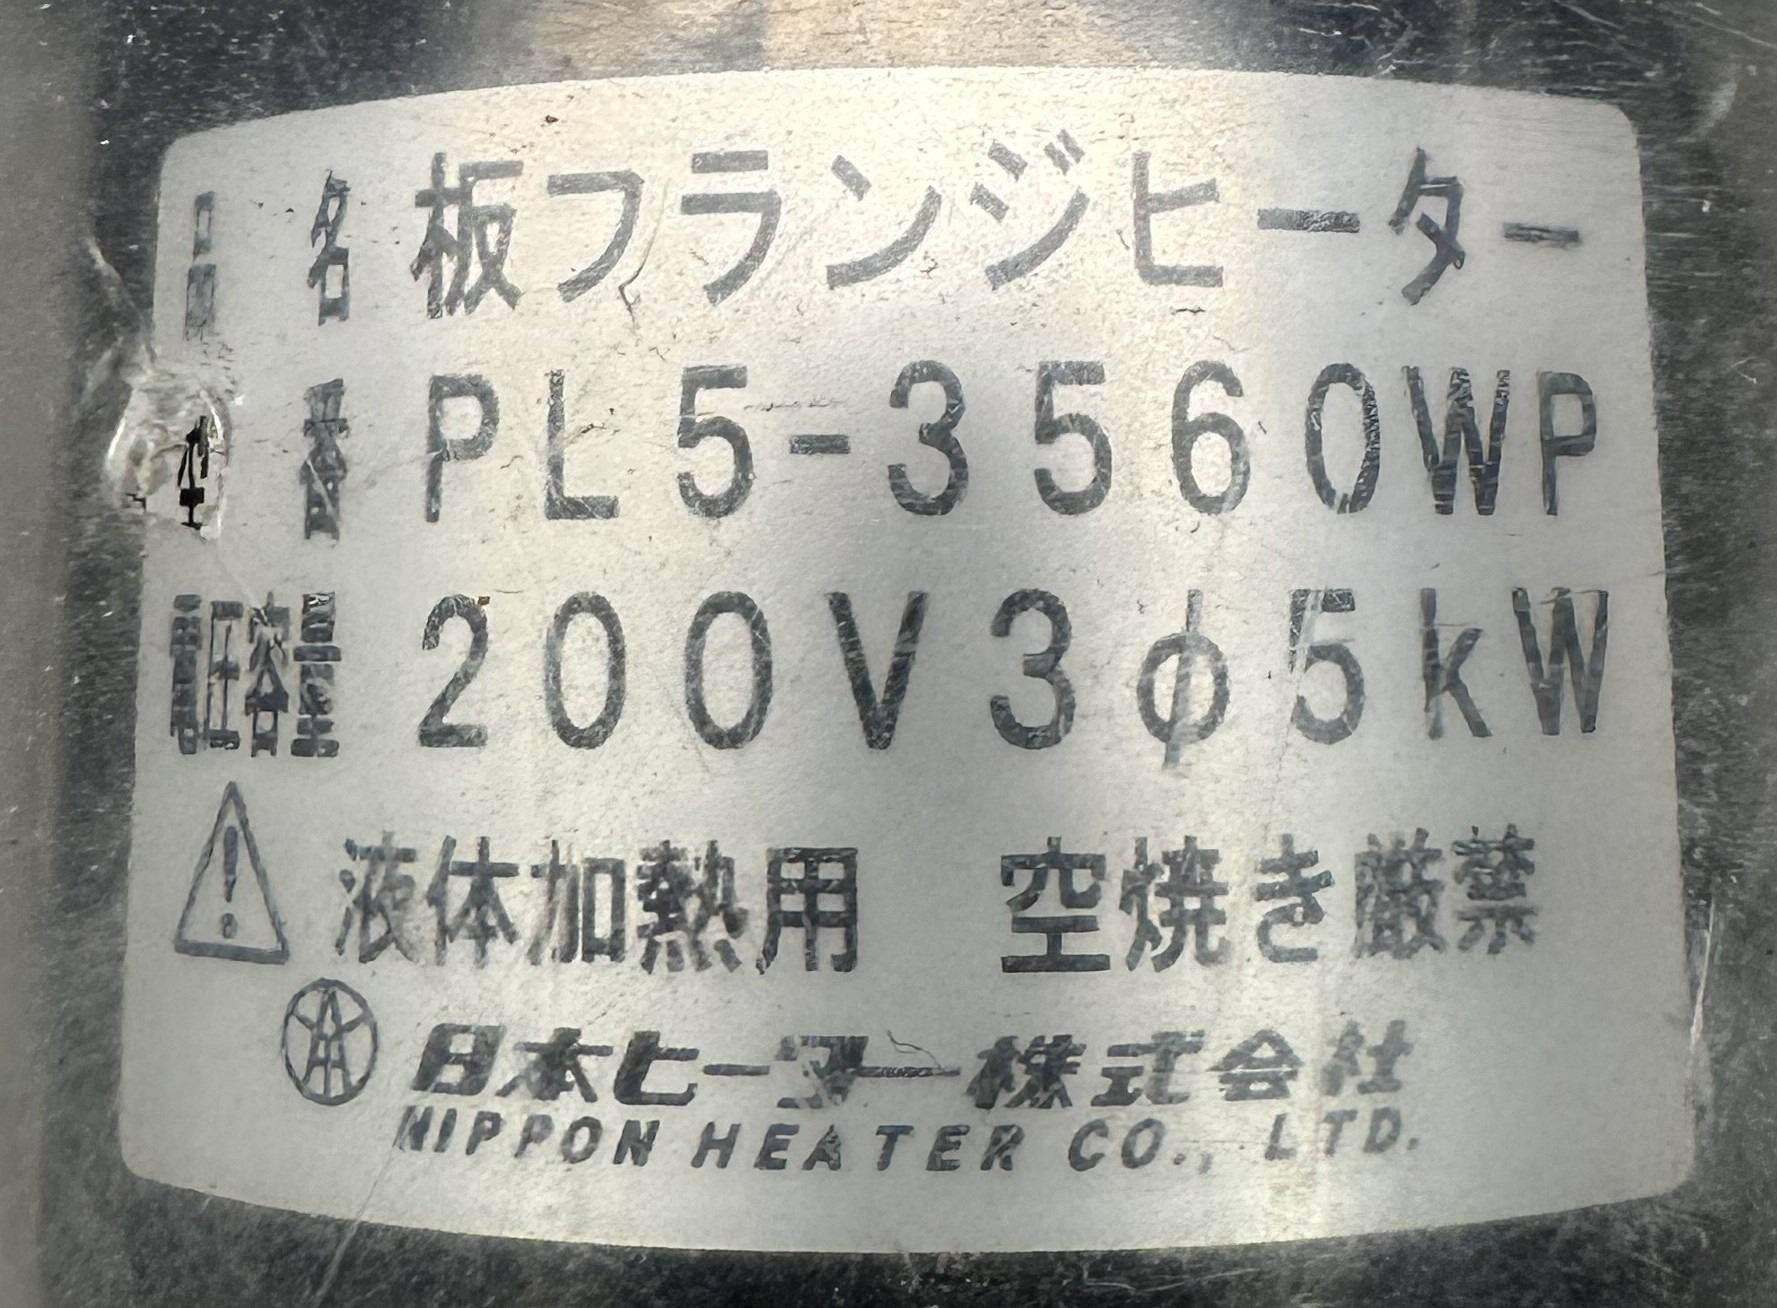 品 名 板フランジヒーター
PL5-3560WP
電圧容量 200V3φ5kW
液体加熱用 空焼き厳禁
日本ヒーター株式会社
NIPPON HEATER CO., LTD.